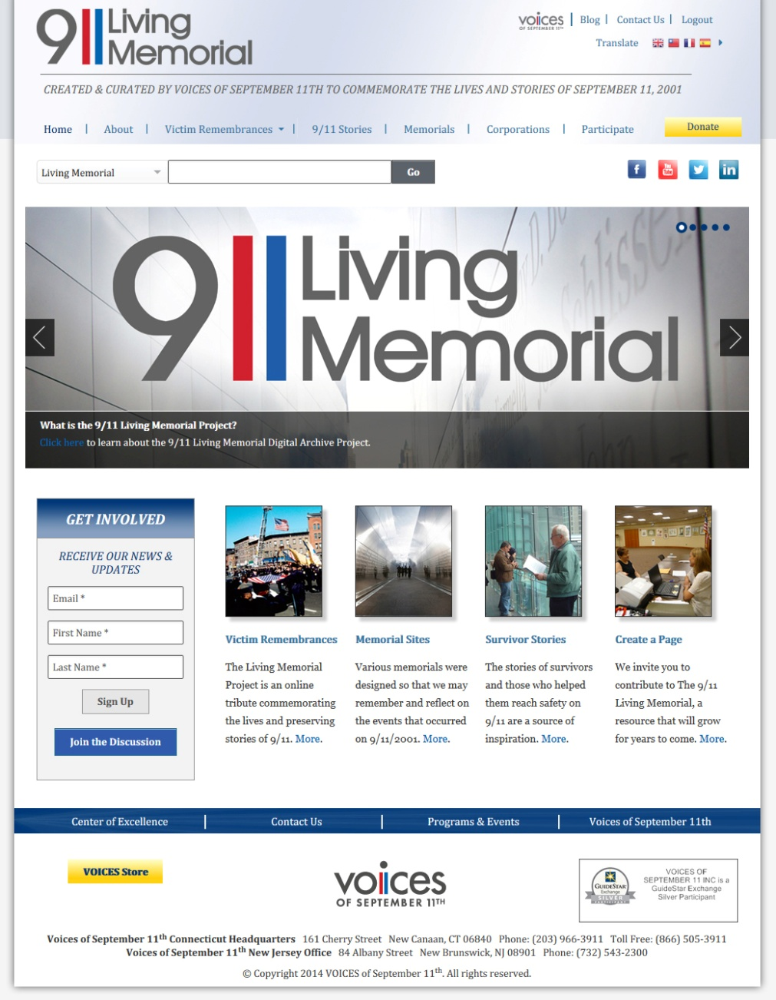 911 Living
Memorial
voices
OF SEPTEMBER 11TH
Blog
Contact Us
Logout
Translate
CREATED & CURATED BY VOICES OF SEPTEMBER 11TH TO COMMEMORATE THE LIVES AND STORIES OF SEPTEMBER 11, 2001
Home
About
Victim Remembrances
9/11 Stories
Memorials
Corporations
Participate
Donate
Living Memorial
Go
911 Living
Memorial
What is the 9/11 Living Memorial Project?
Click here to learn about the 9/11 Living Memorial Digital Archive Project.
GET INVOLVED
RECEIVE OUR NEWS &
UPDATES
Email *
First Name *
Last Name *
Sign Up
Join the Discussion
Victim Remembrances
The Living Memorial
Project is an online
tribute commemorating
the lives and preserving
stories of 9/11. More.
Memorial Sites
Various memorials were
designed so that we may
remember and reflect on
the events that occurred
on 9/11/2001. More.
Survivor Stories
The stories of survivors
and those who helped
them reach safety on
9/11 are a source of
inspiration. More.
Create a Page
We invite you to
contribute to The 9/11
Living Memorial, a
resource that will grow
for years to come. More.
Center of Excellence
Contact Us
Programs & Events
Voices of September 11th
VOICES Store
voices
OF SEPTEMBER 11TH
GUIDESTAR
Exchange
SILVER
PARTICIPANT
VOICES OF
SEPTEMBER 11 INC is a
GuideStar Exchange
Silver Participant
Voices of September 11th Connecticut Headquarters 161 Cherry Street New Canaan, CT 06840 Phone: (203) 966-3911 Toll Free: (866) 505-3911
Voices of September 11th New Jersey Office 84 Albany Street New Brunswick, NJ 08901 Phone: (732) 543-2300
© Copyright 2014 VOICES of September 11th. All rights reserved.